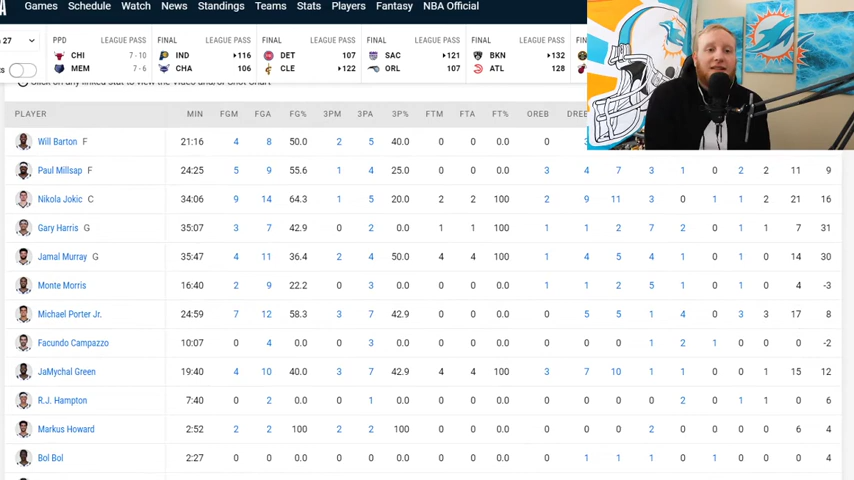 Games Schedule Watch News Standings Teams Stats Players Fantasy NBA Official
27 PPD LEAGUE PASS FINAL LEAGUE PASS FINAL LEAGUE PASS FINAL LEAGUE PASS FINAL LEAGUE PASS FINAL
CHI 7 - 10 IND 116 DET 107 SAC 121 BKN 132
MEM 7 - 6 CHA 106 CLE 122 ORL 107 ATL 128
PLAYER MIN FGM FGA FG% 3PM 3PA 3P% FTM FTA FT% OREB DREB
Will Barton F 21:16 4 8 50.0 2 5 40.0 0 0 0.0 0
Paul Millsap F 24:25 5 9 55.6 1 4 25.0 0 0 0.0 3 4 7 3 1 0 2 2 11 9
Nikola Jokic C 34:06 9 14 64.3 1 5 20.0 2 2 100 2 9 11 3 0 1 1 2 21 16
Gary Harris G 35:07 3 7 42.9 0 2 0.0 1 1 100 1 1 2 7 2 0 1 1 7 31
Jamal Murray G 35:47 4 11 36.4 2 4 50.0 4 4 100 1 4 5 4 1 0 1 0 14 30
Monte Morris 16:40 2 9 22.2 0 3 0.0 0 0 0.0 1 1 2 5 1 0 1 0 4 -3
Michael Porter Jr. 24:59 7 12 58.3 3 7 42.9 0 0 0.0 0 5 5 1 4 0 3 3 17 8
Facundo Campazzo 10:07 0 4 0.0 0 3 0.0 0 0 0.0 0 0 0 1 2 1 0 0 0 -2
JaMychal Green 19:40 4 10 40.0 3 7 42.9 4 4 100 3 7 10 1 1 0 0 1 15 12
R.J. Hampton 7:40 0 2 0.0 0 1 0.0 0 0 0.0 0 0 0 0 2 0 1 1 0 6
Markus Howard 2:52 2 2 100 2 2 100 0 0 0.0 0 0 0 2 0 0 0 0 6 4
Bol Bol 2:27 0 0 0.0 0 0 0.0 0 0 0.0 0 1 1 1 0 1 0 0 0 4